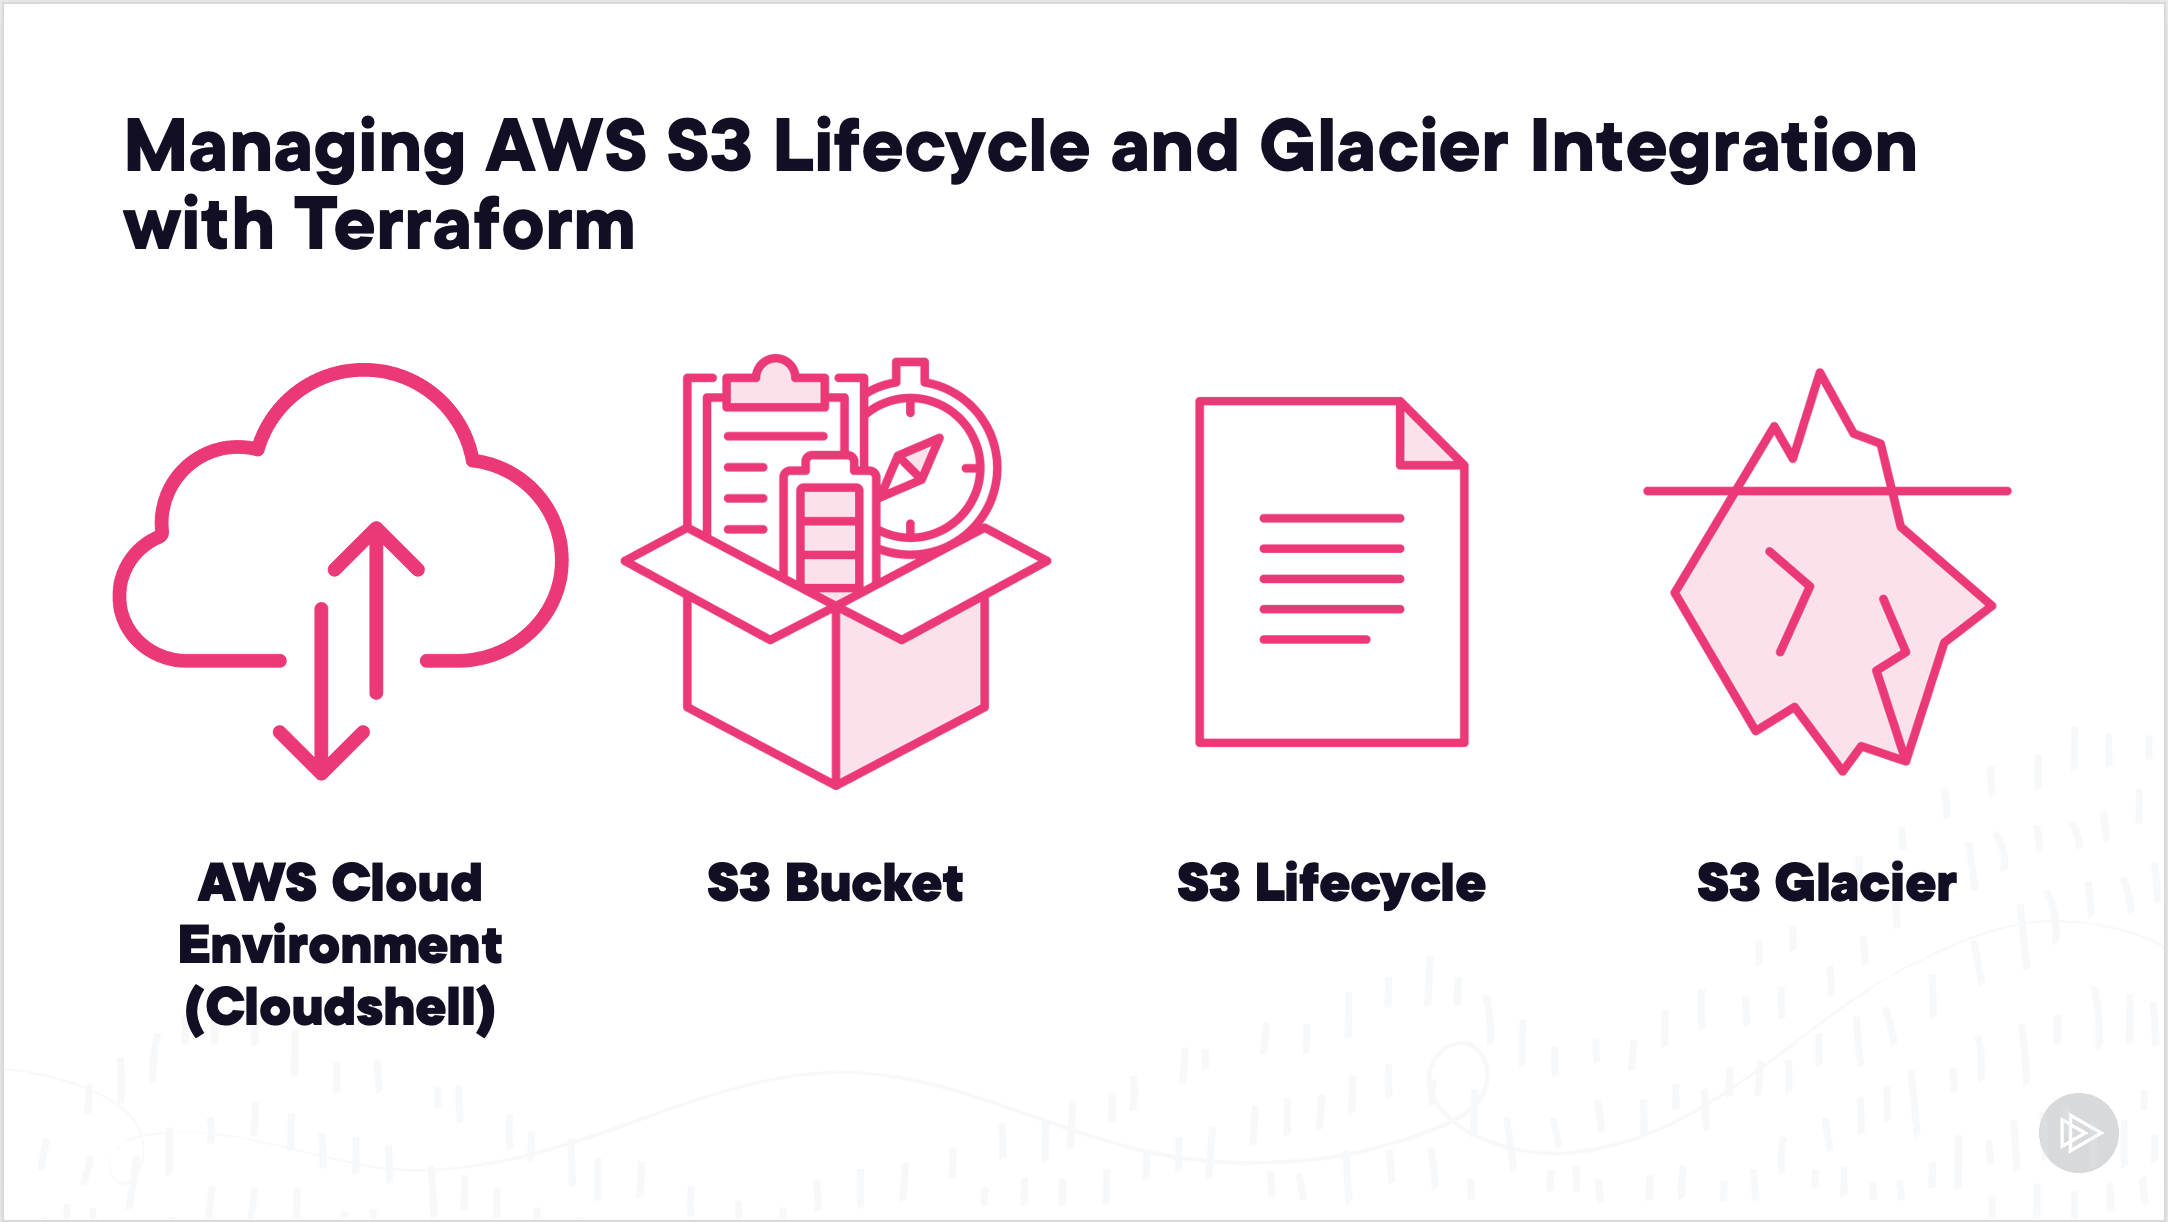 Managing AWS S3 Lifecycle and Glacier Integration
with Terraform
AWS Cloud
Environment
(Cloudshell)
S3 Bucket
S3 Lifecycle
S3 Glacier